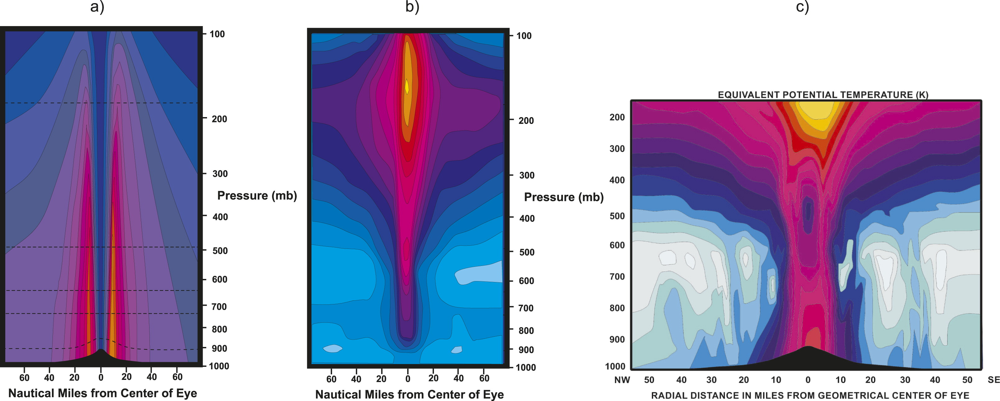 a)
100
200
300
Pressure (mb)
400
500
600
700
800
900
1000
60 40 20 0 20 40 60
Nautical Miles from Center of Eye
b)
100
200
300
Pressure (mb)
400
500
600
700
800
900
1000
60 40 20 0 20 40 60
Nautical Miles from Center of Eye
c)
EQUIVALENT POTENTIAL TEMPERATURE (K)
200
300
400
500
600
700
800
900
1000
NW 50 40 30 20 10 0 10 20 30 40 50 SE
RADIAL DISTANCE IN MILES FROM GEOMETRICAL CENTER OF EYE